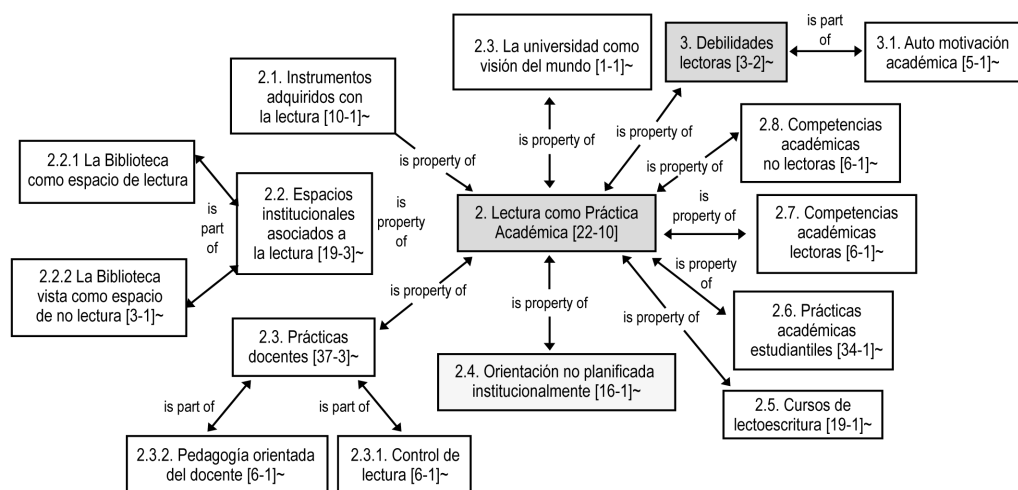 2.3. La universidad como
visión del mundo [1-1]~
3. Debilidades
lectoras [3-2]~
is part
of
3.1. Auto motivación
académica [5-1]~
2.1. Instrumentos
adquiridos con
la lectura [10-1]~
is property of
is property of
is property of
2.8. Competencias
académicas
no lectoras [6-1]~
is property of
2.2.1 La Biblioteca
como espacio de lectura
is
part
of
2.2. Espacios
institucionales
asociados a
la lectura [19-3]~
is
property
of
2. Lectura como Práctica
Académica [22-10]
is
property of
2.7. Competencias
académicas
lectoras [6-1]~
2.2.2 La Biblioteca
vista como espacio
de no lectura [3-1]~
is property of
is property of
is property
of
is property of
2.6. Prácticas
académicas
estudiantiles [34-1]~
2.3. Prácticas
docentes [37-3]~
2.4. Orientación no planificada
institucionalmente [16-1]~
2.5. Cursos de
lectoescritura [19-1]~
is part of
is part of
2.3.2. Pedagogía orientada
del docente [6-1]~
2.3.1. Control de
lectura [6-1]~